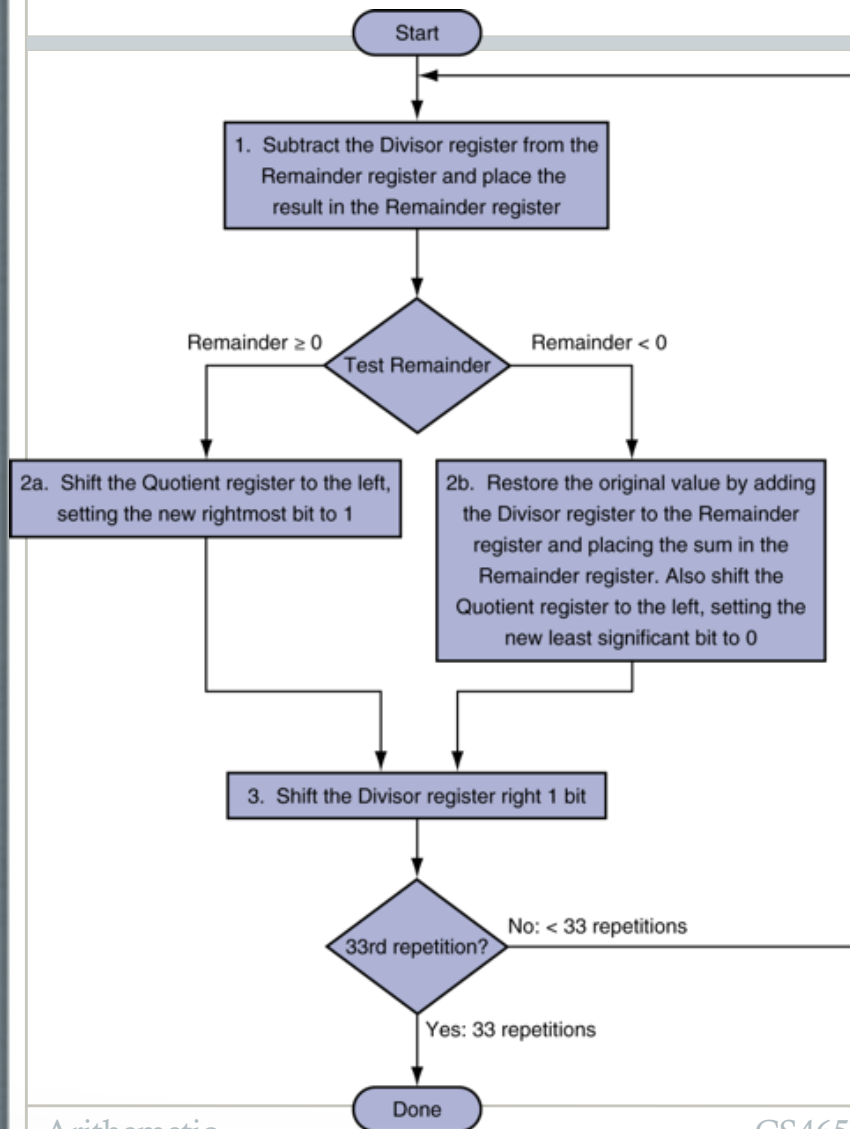 Start
1. Subtract the Divisor register from the
Remainder register and place the
result in the Remainder register
Remainder ≥ 0
Remainder < 0
Test Remainder
2a. Shift the Quotient register to the left,
setting the new rightmost bit to 1
2b. Restore the original value by adding
the Divisor register to the Remainder
register and placing the sum in the
Remainder register. Also shift the
Quotient register to the left, setting the
new least significant bit to 0
3. Shift the Divisor register right 1 bit
33rd repetition?
No: < 33 repetitions
Yes: 33 repetitions
Done
Arithmetic
CS465